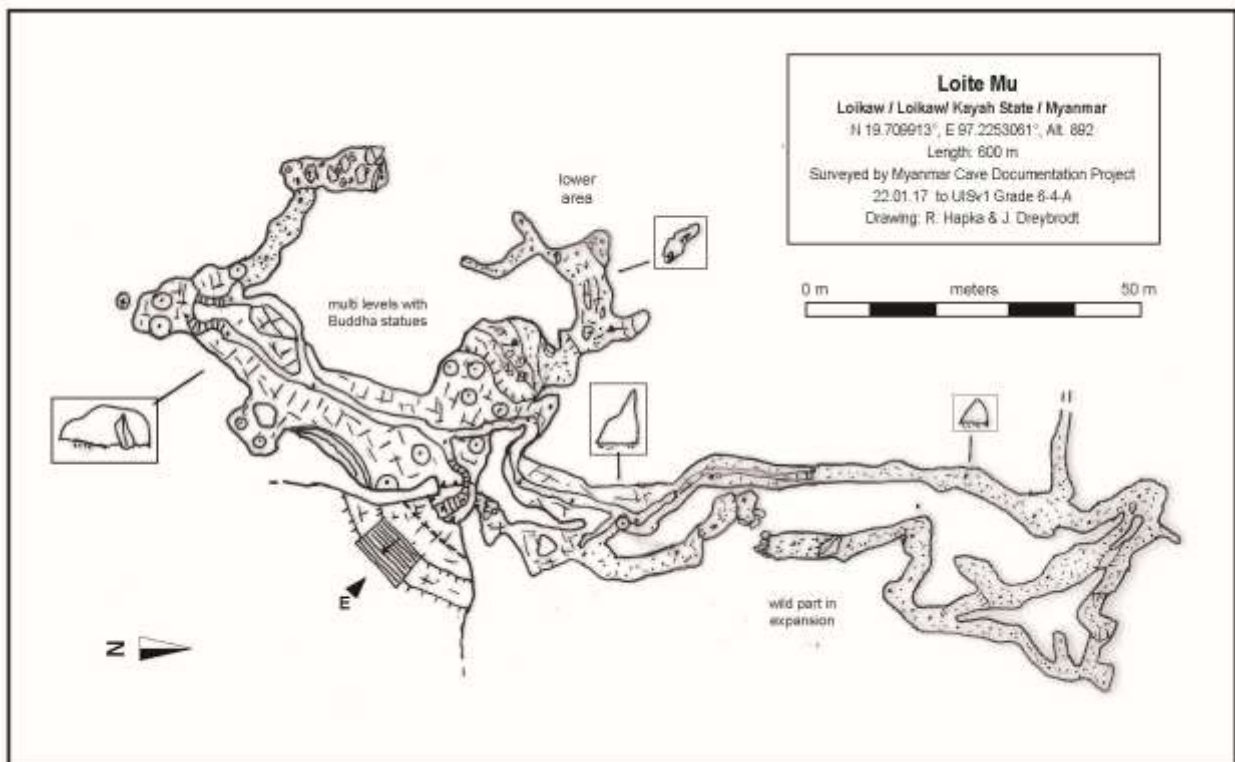 Loite Mu
Loikaw / Loikaw/ Kayah State / Myanmar
N 19.709913°, E 97.2253061°, Alt. 892
Length: 600 m
Surveyed by Myanmar Cave Documentation Project
22.01.17 to UISv1 Grade 6-4-A
Drawing: R. Hapka & J. Dreybrodt
0 m meters 50 m
lower
area
multi levels with
Buddha statues
wild part in
expansion
E
N